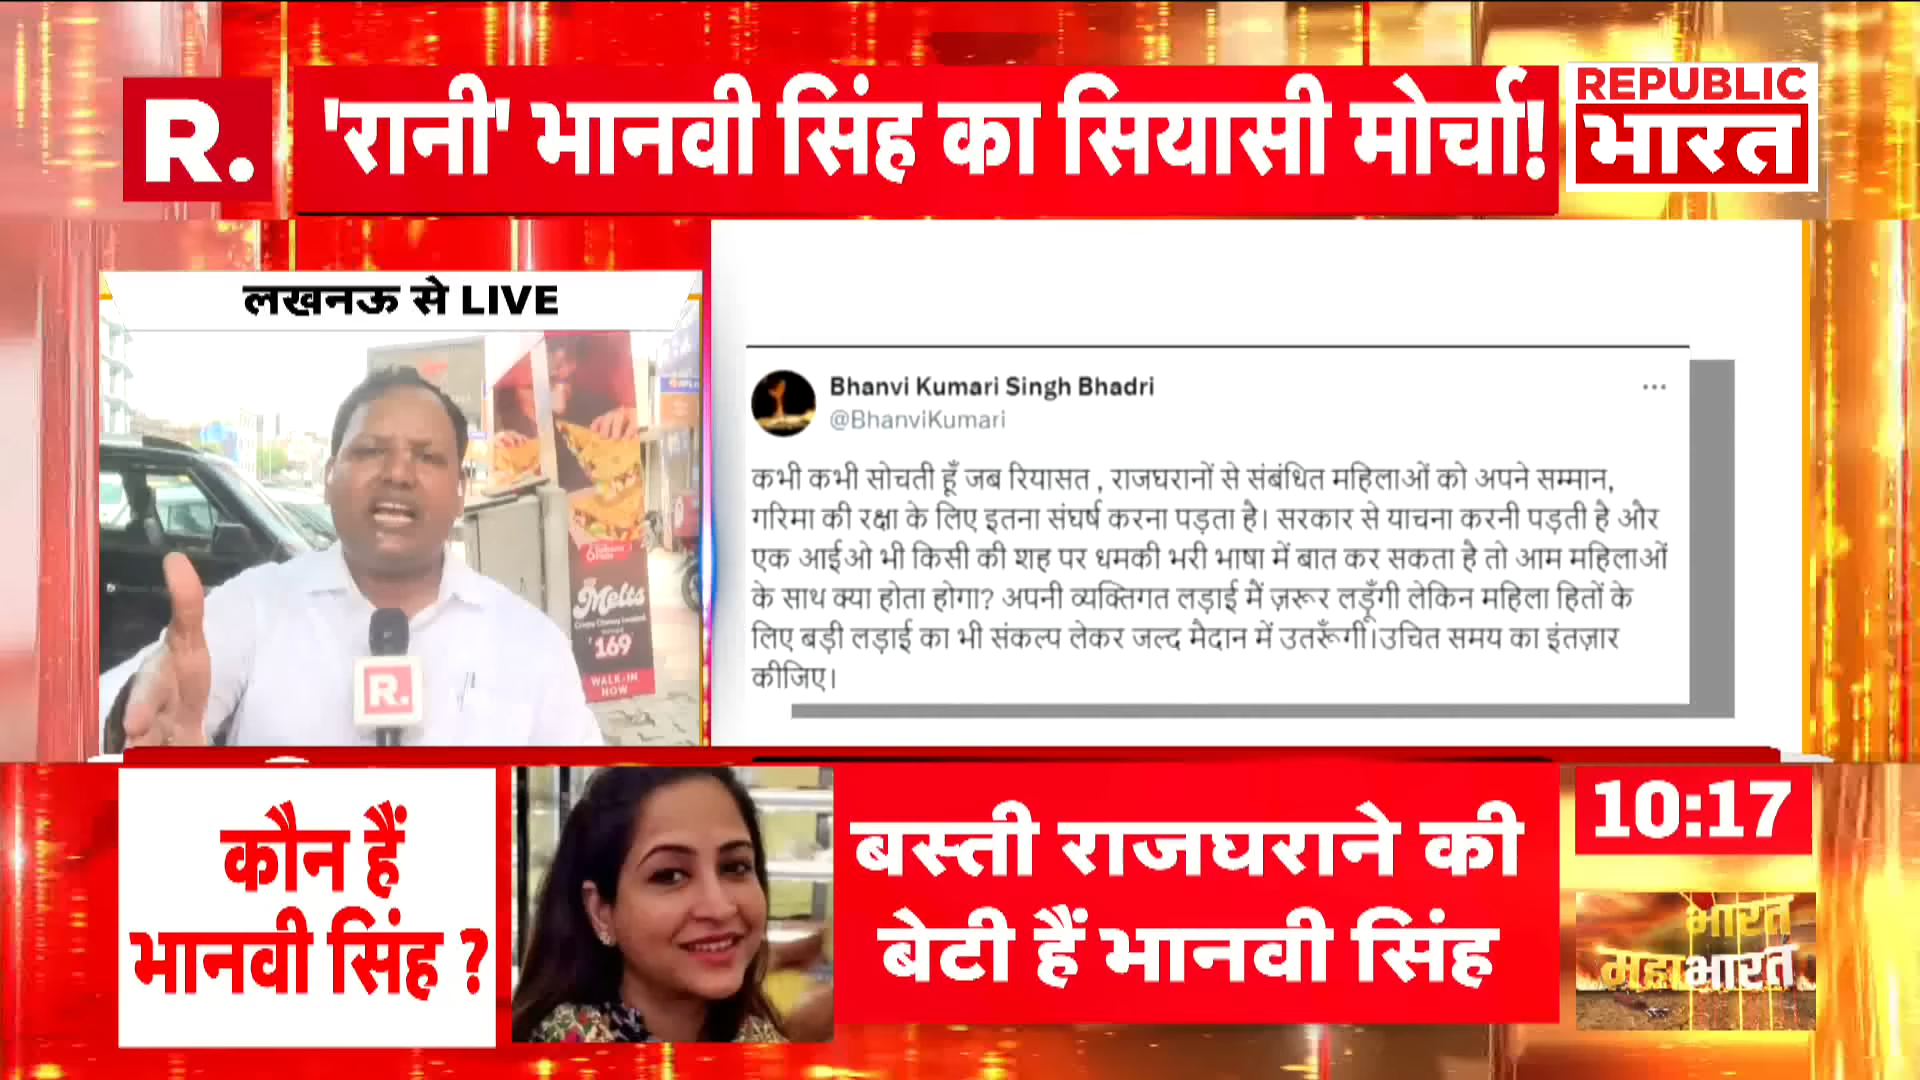 R.
'रानी' भानवी सिंह का सियासी मोर्चा!
REPUBLIC
भारत
लखनऊ से LIVE
Bhanvi Kumari Singh Bhadri
@BhanviKumari
कभी कभी सोचती हूँ जब रियासत , राजघरानों से संबंधित महिलाओं को अपने सम्मान,
गरिमा की रक्षा के लिए इतना संघर्ष करना पड़ता है। सरकार से याचना करनी पड़ती है और
एक आईओ भी किसी की शह पर धमकी भरी भाषा में बात कर सकता है तो आम महिलाओं
के साथ क्या होता होगा? अपनी व्यक्तिगत लड़ाई मेंं ज़रूर लड़ूँगी लेकिन महिला हितों के
लिए बड़ी लड़ाई का भी संकल्प लेकर जल्द मैदान में उतरूँगी।उचित समय का इंतज़ार
कीजिए।
Melts
₹169
WALK-IN
NOW
R.
कौन हैं
भानवी सिंह ?
बस्ती राजघराने की
बेटी हैं भानवी सिंह
10:17
भारत
महाभारत